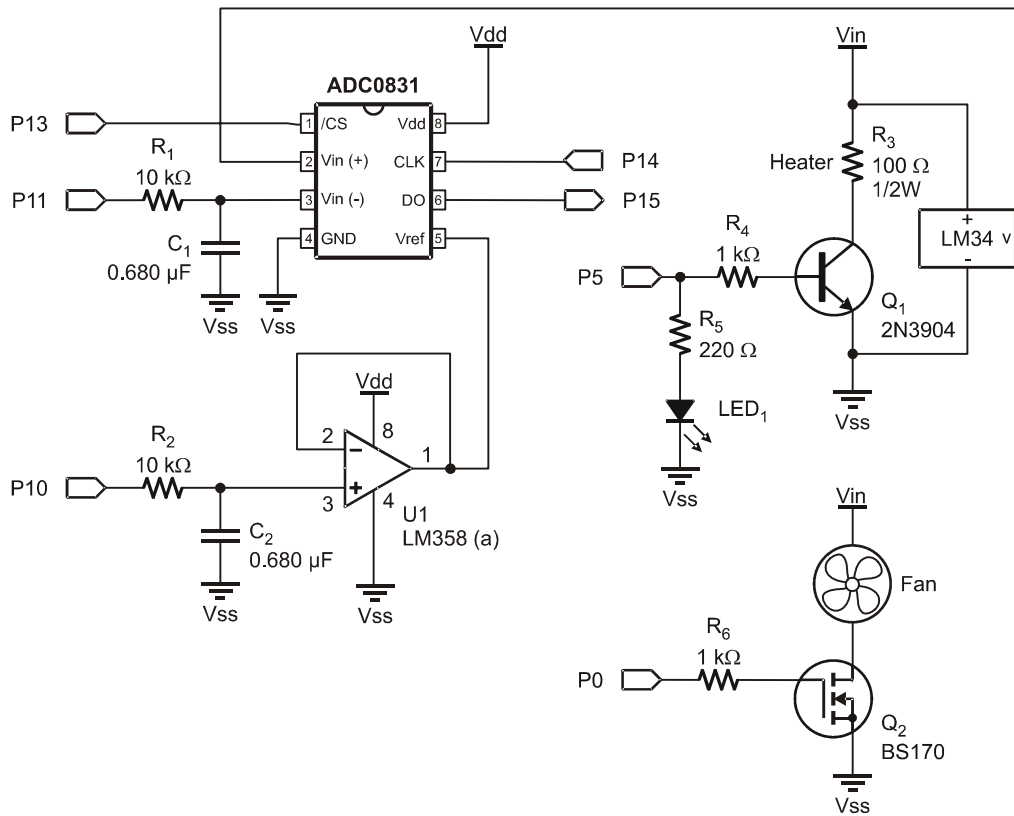 Vdd
Vin
ADC0831
P13
1
/CS
Vdd
8
R1
10 kΩ
2
Vin (+)
CLK
7
P14
Heater
R3
100 Ω
1/2W
P11
3
Vin (-)
DO
6
P15
C1
0.680 µF
4
GND
Vref
5
R4
1 kΩ
+
LM34
v
-
P5
Vss
Vss
Q1
2N3904
R5
220 Ω
Vdd
LED1
Vss
R2
10 kΩ
2
8
1
P10
3
4
U1
LM358 (a)
Vss
Vin
C2
0.680 µF
Vss
Vss
Fan
R6
1 kΩ
P0
Q2
BS170
Vss